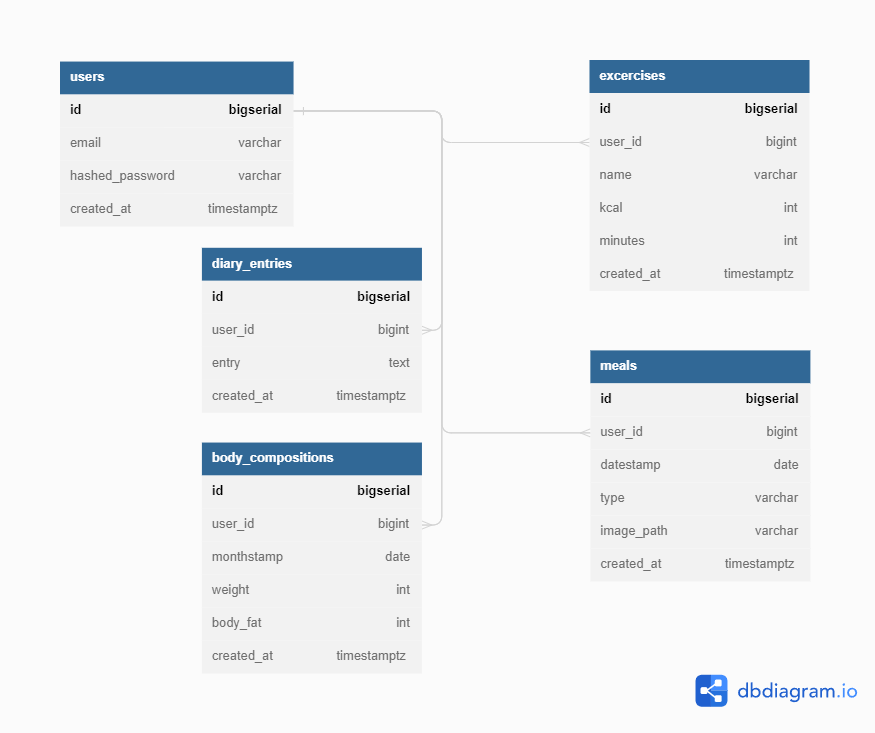 users
id bigserial
email varchar
hashed_password varchar
created_at timestamptz
diary_entries
id bigserial
user_id bigint
entry text
created_at timestamptz
body_compositions
id bigserial
user_id bigint
monthstamp date
weight int
body_fat int
created_at timestamptz
excercises
id bigserial
user_id bigint
name varchar
kcal int
minutes int
created_at timestamptz
meals
id bigserial
user_id bigint
datestamp date
type varchar
image_path varchar
created_at timestamptz
dbdiagram.io